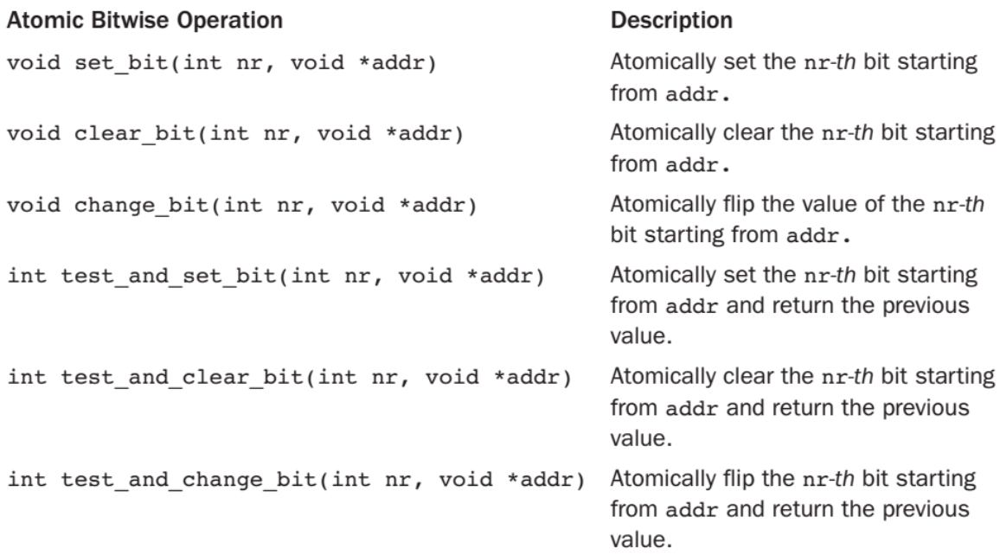 Atomic Bitwise Operation Description
void set_bit(int nr, void *addr) Atomically set the nr-th bit starting
from addr.
void clear_bit(int nr, void *addr) Atomically clear the nr-th bit starting
from addr.
void change_bit(int nr, void *addr) Atomically flip the value of the nr-th
bit starting from addr.
int test_and_set_bit(int nr, void *addr) Atomically set the nr-th bit starting
from addr and return the previous
value.
int test_and_clear_bit(int nr, void *addr) Atomically clear the nr-th bit starting
from addr and return the previous
value.
int test_and_change_bit(int nr, void *addr) Atomically flip the nr-th bit starting
from addr and return the previous
value.